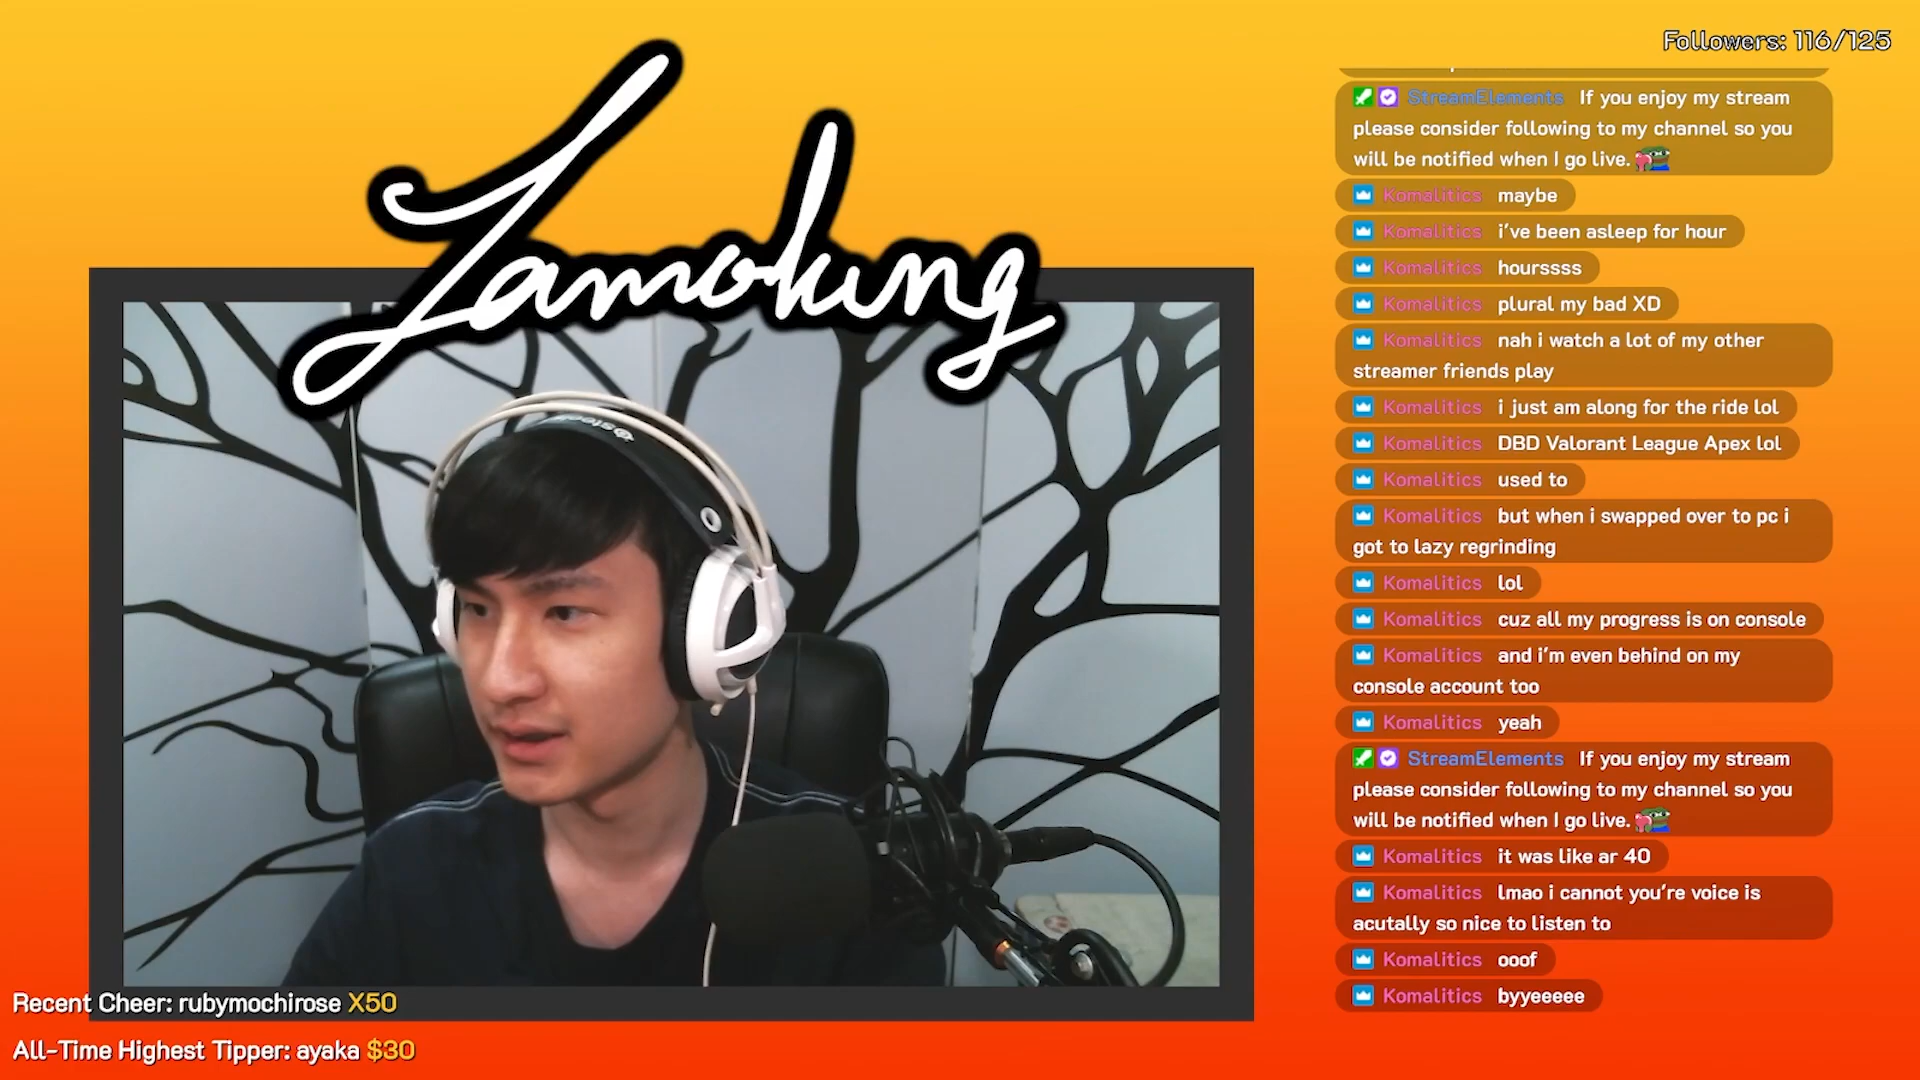 Followers: 116/125
StreamElements If you enjoy my stream
please consider following to my channel so you
will be notified when I go live.
Komalitics maybe
Komalitics i've been asleep for hour
Komalitics hourssss
Komalitics plural my bad XD
Komalitics nah i watch a lot of my other
streamer friends play
Komalitics i just am along for the ride lol
Komalitics DBD Valorant League Apex lol
Komalitics used to
Komalitics but when i swapped over to pc i
got to lazy regrinding
Komalitics lol
Komalitics cuz all my progress is on console
Komalitics and i'm even behind on my
console account too
Komalitics yeah
StreamElements If you enjoy my stream
please consider following to my channel so you
will be notified when I go live.
Komalitics it was like ar 40
Komalitics lmao i cannot you're voice is
acutally so nice to listen to
Komalitics ooof
Komalitics byyeeeee
Recent Cheer: rubymochirose X50
All-Time Highest Tipper: ayaka $30